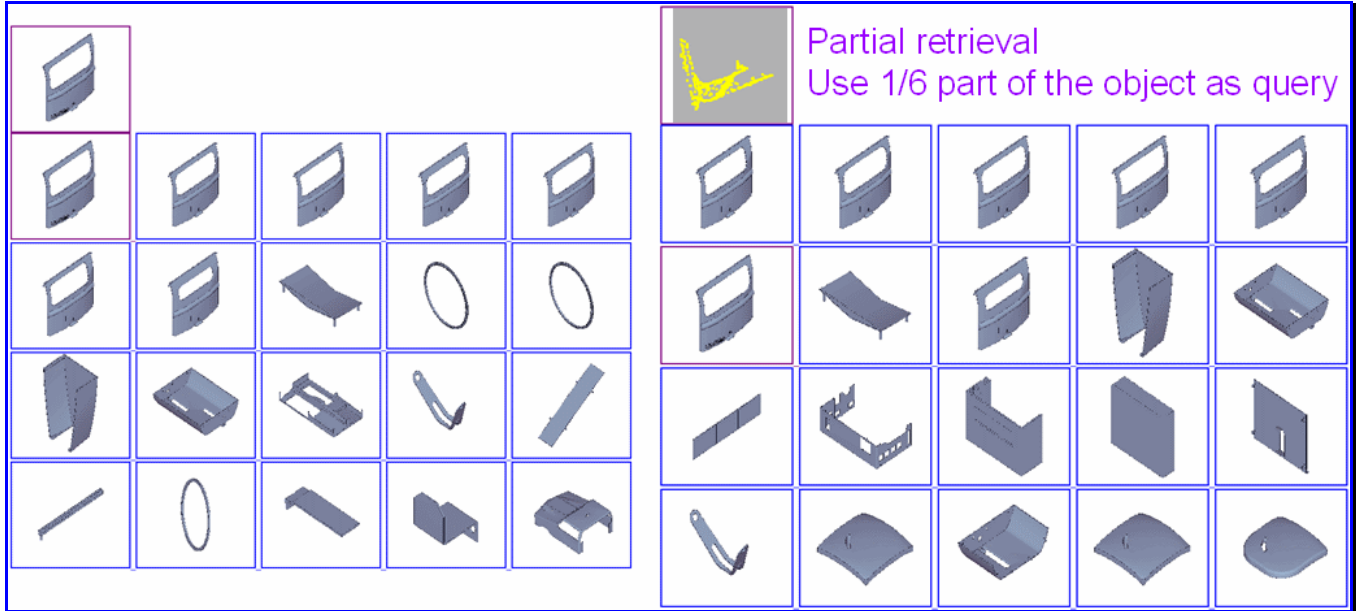 Partial retrieval
Use 1/6 part of the object as query